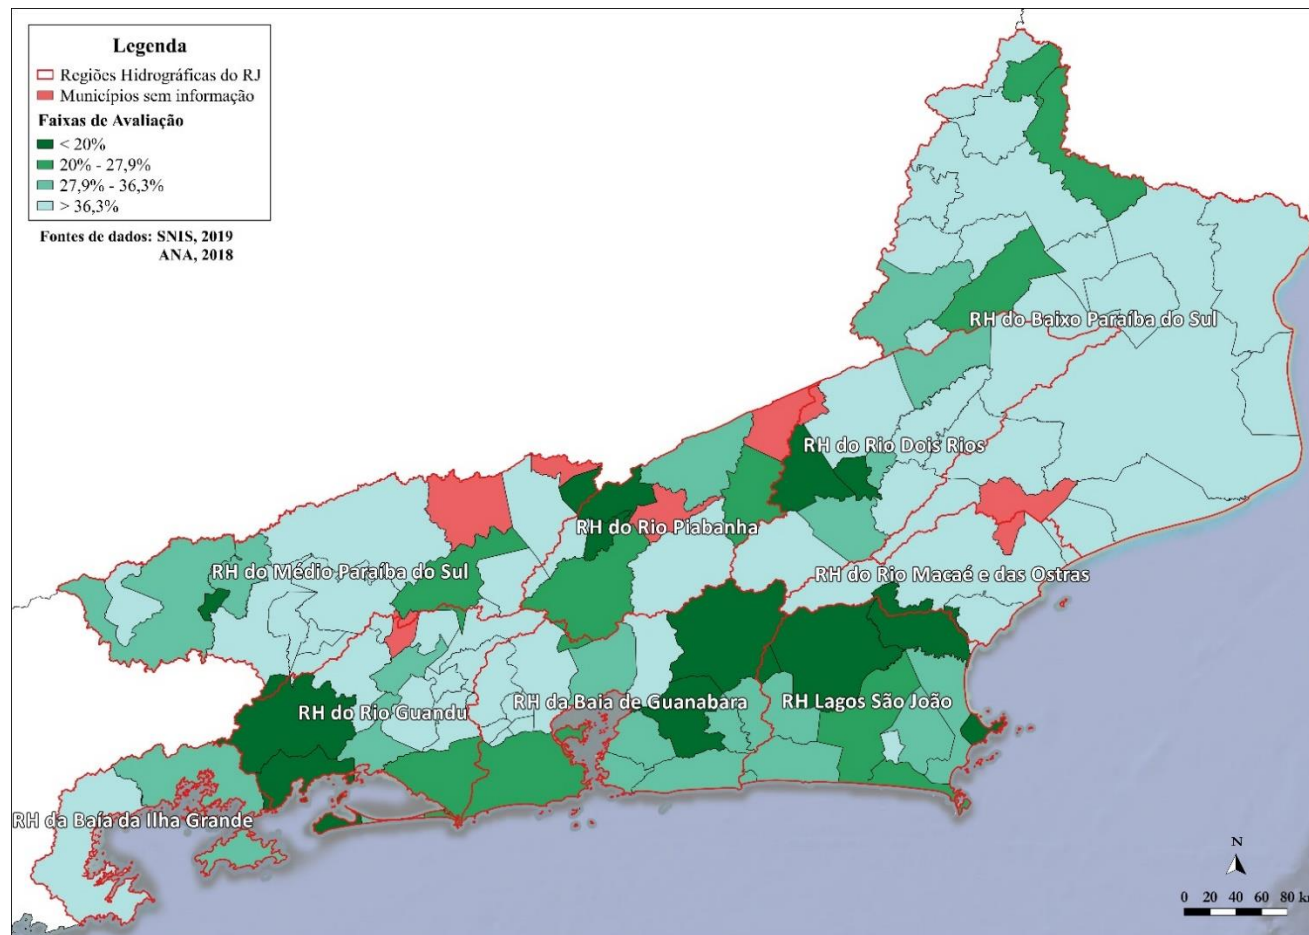 Legenda
Regiões Hidrográficas do RJ
Municípios sem informação
Faixas de Avaliação
< 20%
20% - 27,9%
27,9% - 36,3%
> 36,3%
Fontes de dados: SNIS, 2019
ANA, 2018
RH do Baixo Paraíba do Sul
RH do Rio Dois Rios
RH do Rio Piabanha
RH do Médio Paraíba do Sul
RH do Rio Macaé e das Ostras
RH da Baia de Guanabara
RH Lagos São João
RH do Rio Guandu
RH da Baía da Ilha Grande
N
0 20 40 60 80 km